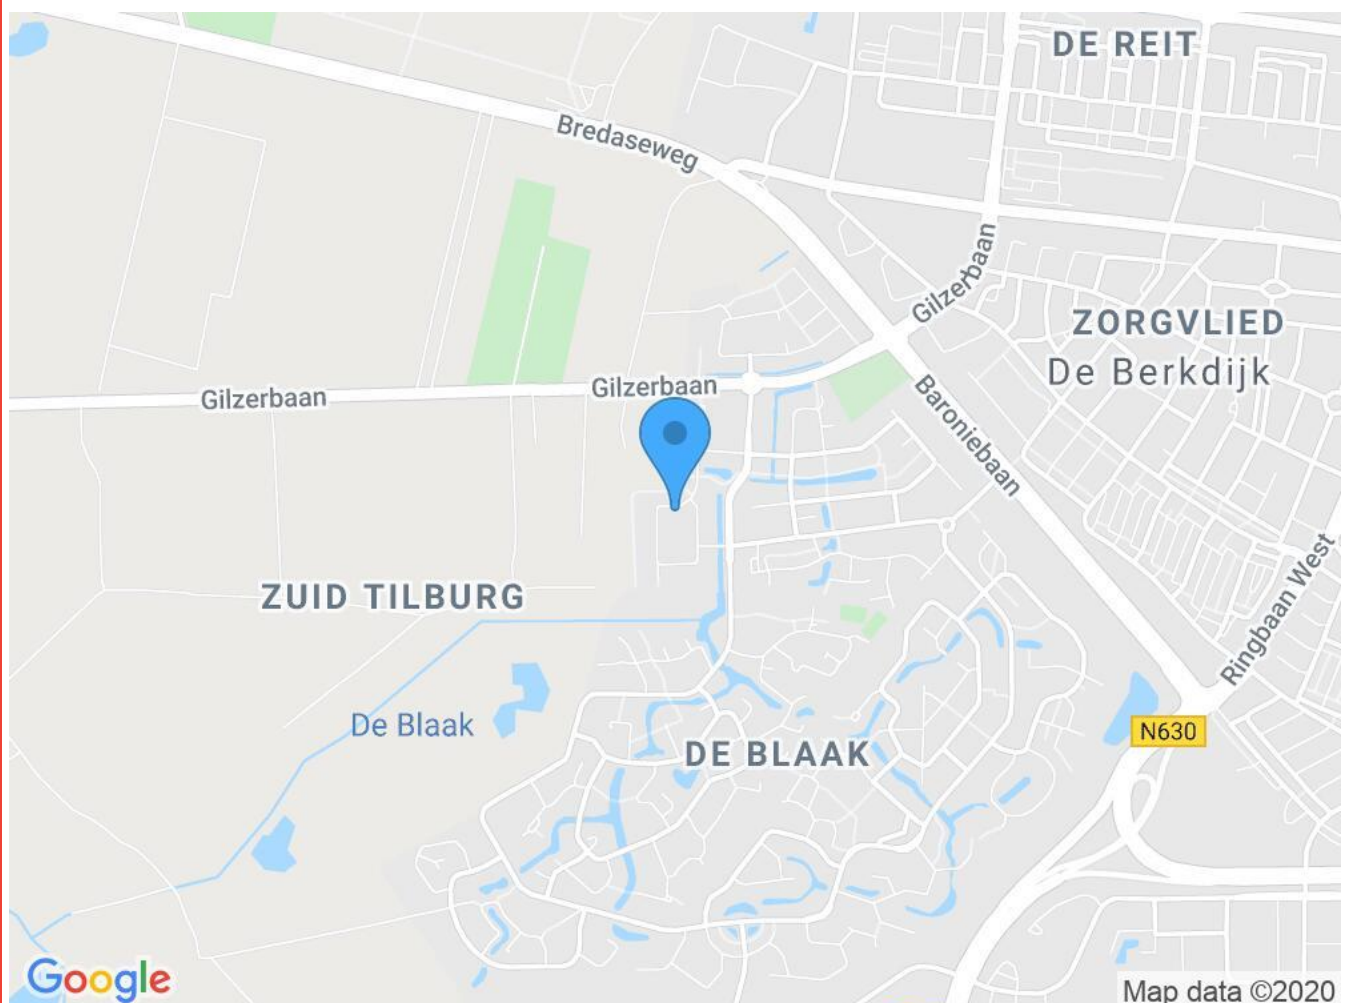 DE REIT
Bredaseweg
Gilzerbaan
ZORGVLIED
De Berkdijk
Gilzerbaan
Gilzerbaan
Baroniebaan
Ringbaan West
ZUID TILBURG
De Blaak
N630
DE BLAAK
Google
Map data ©2020